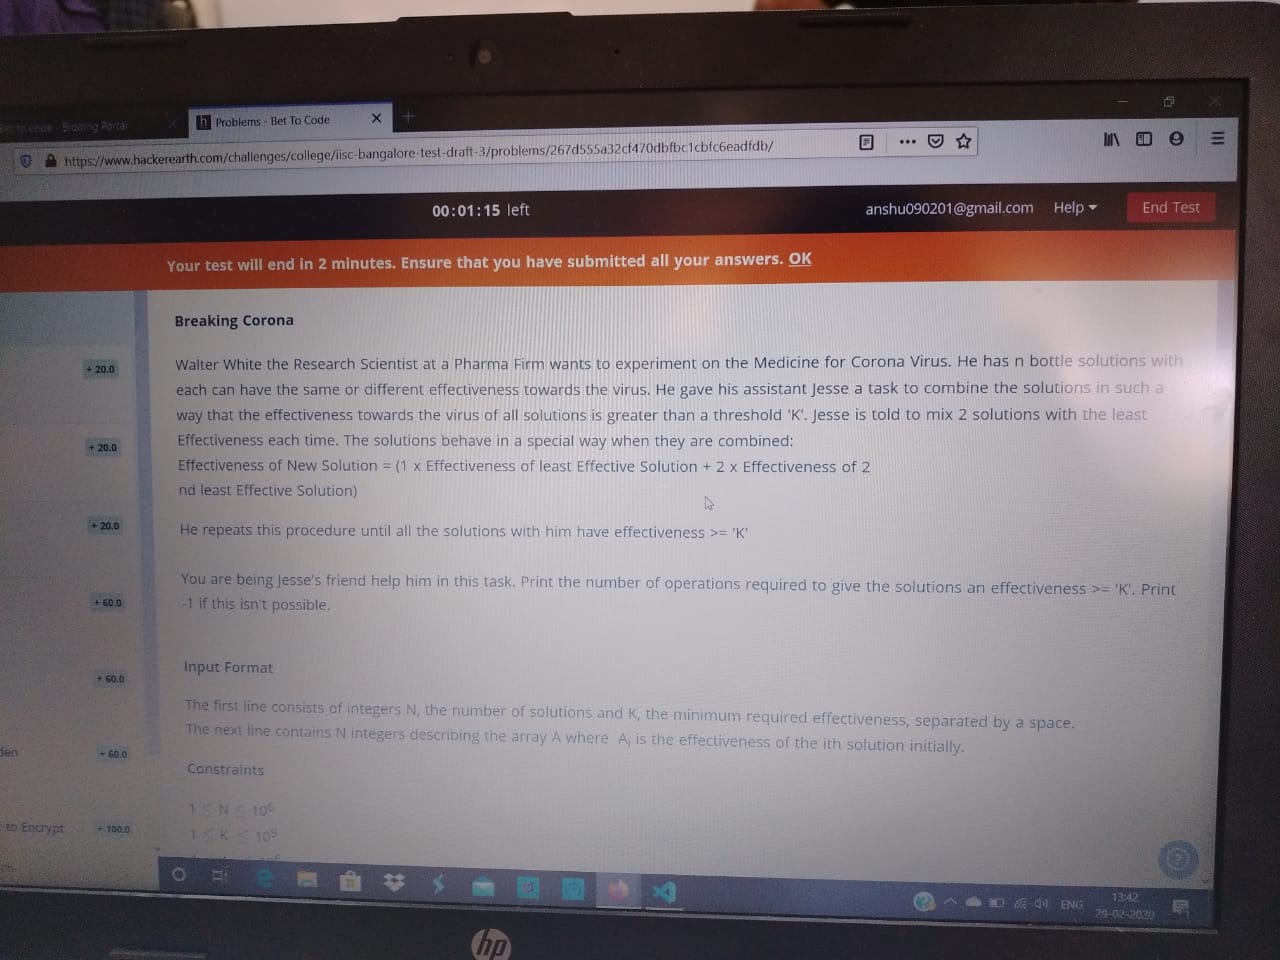 Bet to code - Bidding Portal
Problems - Bet To Code
https://www.hackerearth.com/challenges/college/iisc-bangalore-test-draft-3/problems/267d555a32cf470dbfbc1cbfc6eadfdb/
00:01:15 left
anshu090201@gmail.com Help End Test
Your test will end in 2 minutes. Ensure that you have submitted all your answers. OK
Breaking Corona
Walter White the Research Scientist at a Pharma Firm wants to experiment on the Medicine for Corona Virus. He has n bottle solutions with
+ 20.0
each can have the same or different effectiveness towards the virus. He gave his assistant Jesse a task to combine the solutions in such a
way that the effectiveness towards the virus of all solutions is greater than a threshold 'K'. Jesse is told to mix 2 solutions with the least
+ 20.0
Effectiveness each time. The solutions behave in a special way when they are combined:
Effectiveness of New Solution = (1 x Effectiveness of least Effective Solution + 2 x Effectiveness of 2
nd least Effective Solution)
+ 20.0
He repeats this procedure until all the solutions with him have effectiveness >= 'K'
You are being Jesse's friend help him in this task. Print the number of operations required to give the solutions an effectiveness >= 'K'. Print
+ 60.0
-1 if this isn't possible.
Input Format
+ 60.0
The first line consists of integers N, the number of solutions and K, the minimum required effectiveness, separated by a space.
The next line contains N integers describing the array A where Ai is the effectiveness of the ith solution initially.
den + 60.0
Constraints
1 ≤ N ≤ 10⁶
to Encrypt + 100.0
1 ≤ K ≤ 10⁹
ENG
13:42
29-02-2020
hp